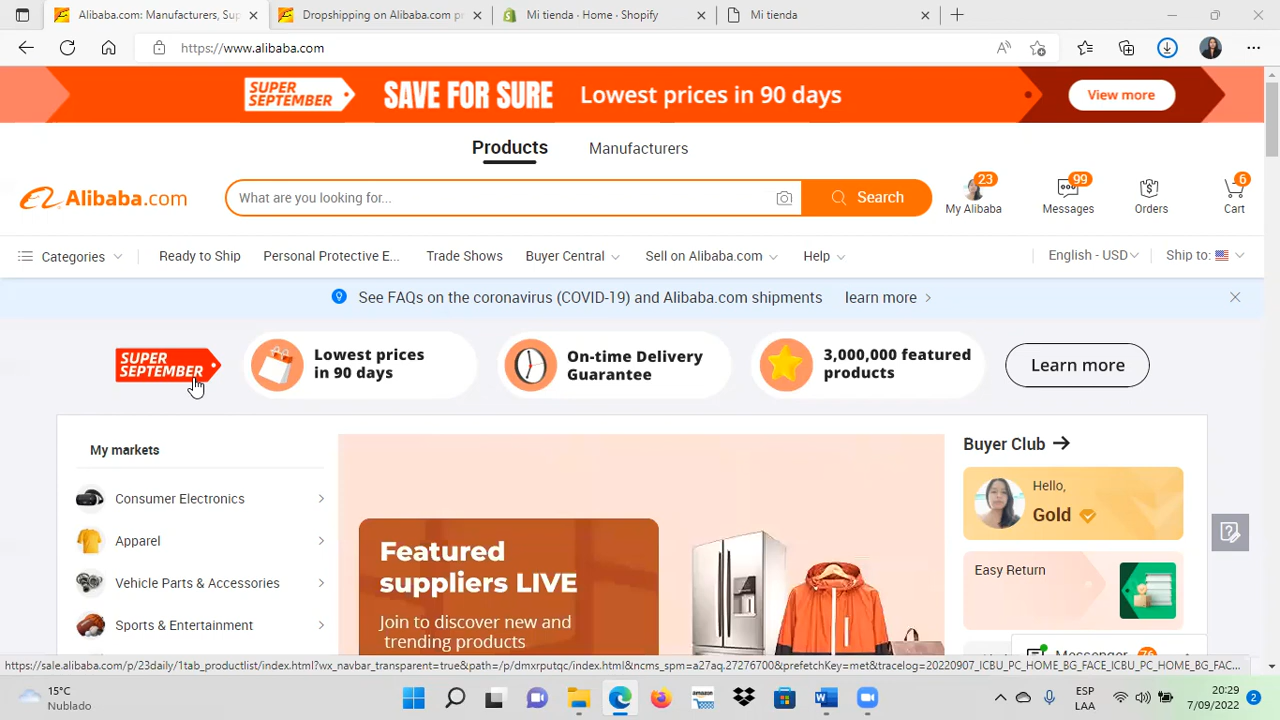 Alibaba.com: Manufacturers, Sup
Dropshipping on Alibaba.com pr
Mi tienda - Home - Shopify
Mi tienda
https://www.alibaba.com
SUPER SEPTEMBER
SAVE FOR SURE
Lowest prices in 90 days
View more
Products
Manufacturers
Alibaba.com
What are you looking for...
Search
23
My Alibaba
99
Messages
Orders
6
Cart
Categories
Ready to Ship
Personal Protective E...
Trade Shows
Buyer Central
Sell on Alibaba.com
Help
English - USD
Ship to:
See FAQs on the coronavirus (COVID-19) and Alibaba.com shipments
learn more
SUPER
SEPTEMBER
Lowest prices
in 90 days
On-time Delivery
Guarantee
3,000,000 featured
products
Learn more
My markets
Consumer Electronics
Apparel
Vehicle Parts & Accessories
Sports & Entertainment
Featured
suppliers LIVE
Join to discover new and
trending products
Buyer Club
Hello,
Gold
Easy Return
Messenger
76
https://sale.alibaba.com/p/23daily/1tab_productlist/index.html?wx_navbar_transparent=true&path=/p/dmxrputqc/index.html&ncms_spm=a27aq.27276700&prefetchKey=met&tracelog=20220907_ICBU_PC_HOME_BG_FACE_ICBU_PC_HOME_BG_FAC...
15°C
Nublado
amazon
ESP
LAA
20:29
7/09/2022
2